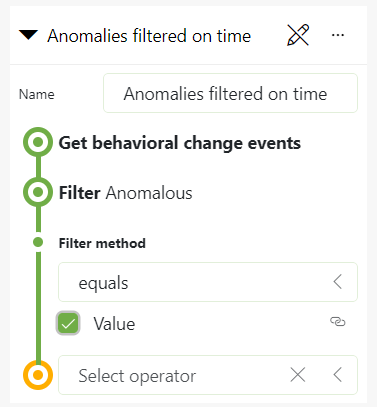 Anomalies filtered on time
Name
Anomalies filtered on time
Get behavioral change events
Filter Anomalous
Filter method
equals
Value
Select operator